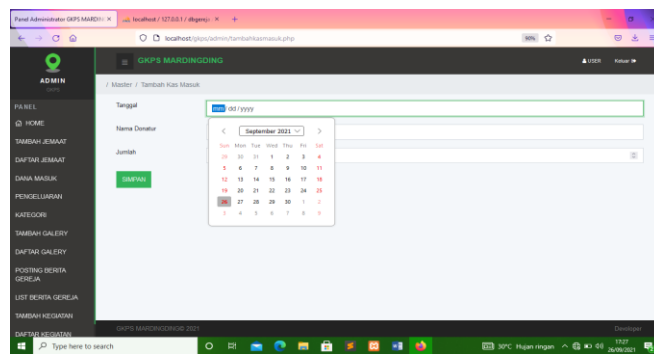 Panel Administrator GKPS MARDIN
localhost / 127.0.0.1 / dbgereja
localhost/gkps/admin/tambahkasmasuk.php
90%
GKPS MARDINGDING
USER
Keluar
ADMIN
GKPS
/ Master / Tambah Kas Masuk
PANEL
HOME
TAMBAH JEMAAT
DAFTAR JEMAAT
DANA MASUK
PENGELUARAN
KATEGORI
TAMBAH GALERY
DAFTAR GALERY
POSTING BERITA
GEREJA
LIST BERITA GEREJA
TAMBAH KEGIATAN
DAFTAR KEGIATAN
Tanggal
mm / dd / yyyy
Nama Donatur
Jumlah
SIMPAN
September 2021
Sun Mon Tue Wed Thu Fri Sat
29 30 31 1 2 3 4
5 6 7 8 9 10 11
12 13 14 15 16 17 18
19 20 21 22 23 24 25
26 27 28 29 30 1 2
3 4 5 6 7 8 9
GKPS MARDINGDING© 2021
Developer
Type here to search
30°C Hujan ringan
17:27
26/09/2021